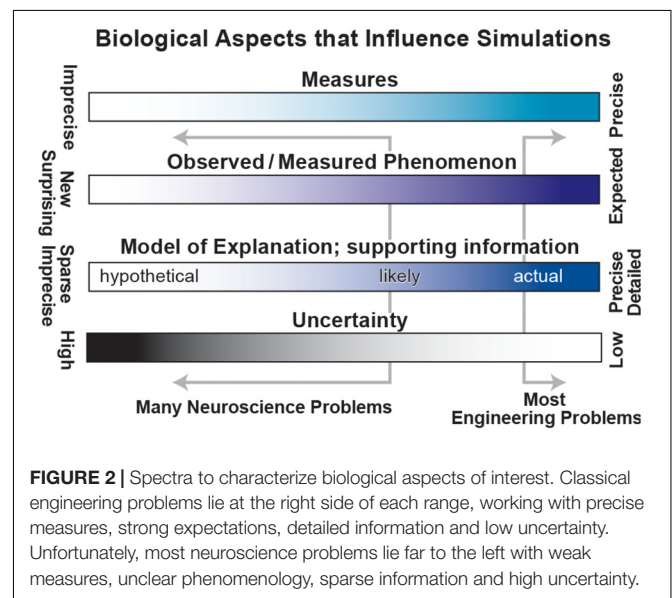 Biological Aspects that Influence Simulations
Measures
Imprecise
Precise
Observed / Measured Phenomenon
New
Surprising
Expected
Model of Explanation; supporting information
Sparse
Imprecise
hypothetical
likely
actual
Precise
Detailed
Uncertainty
High
Low
Many Neuroscience Problems
Most
Engineering Problems
FIGURE 2 | Spectra to characterize biological aspects of interest. Classical
engineering problems lie at the right side of each range, working with precise
measures, strong expectations, detailed information and low uncertainty.
Unfortunately, most neuroscience problems lie far to the left with weak
measures, unclear phenomenology, sparse information and high uncertainty.